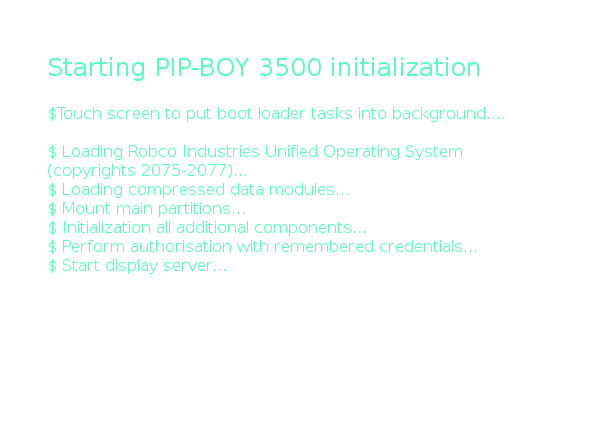 Starting PIP-BOY 3500 initialization
$Touch screen to put boot loader tasks into background....
$ Loading Robco Industries Unified Operating System
(copyrights 2075-2077)...
$ Loading compressed data modules...
$ Mount main partitions...
$ Initialization all additional components...
$ Perform authorisation with remembered credentials...
$ Start display server...